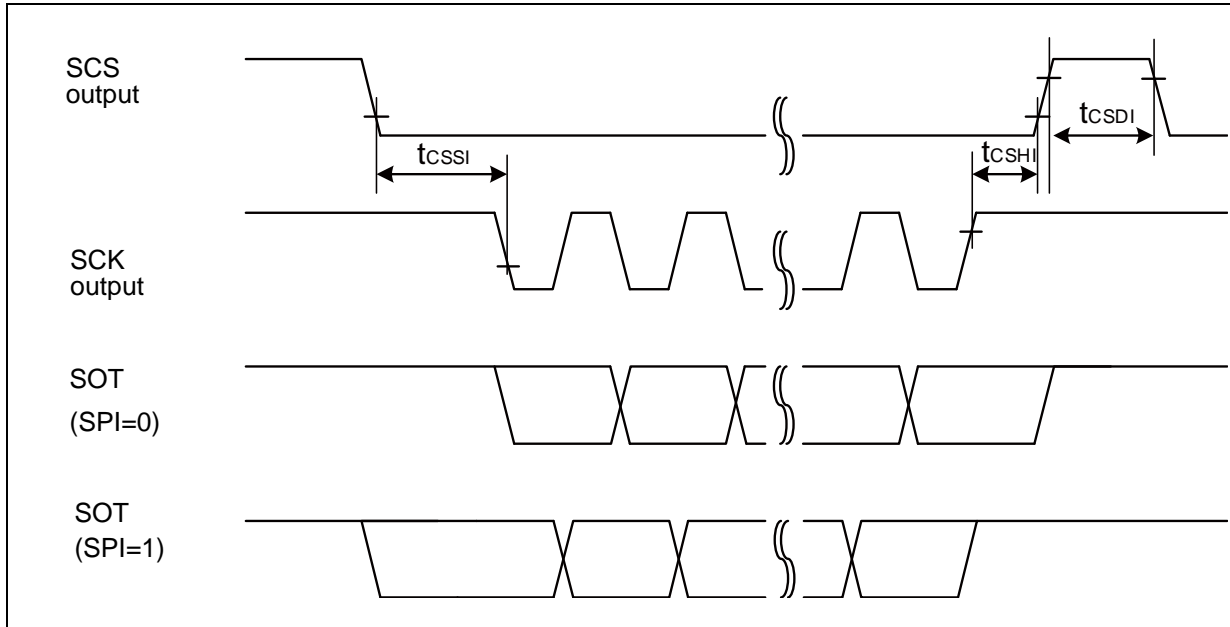 SCS
output
tCSDI
tCSSI
tCSHI
SCK
output
SOT
(SPI=0)
SOT
(SPI=1)